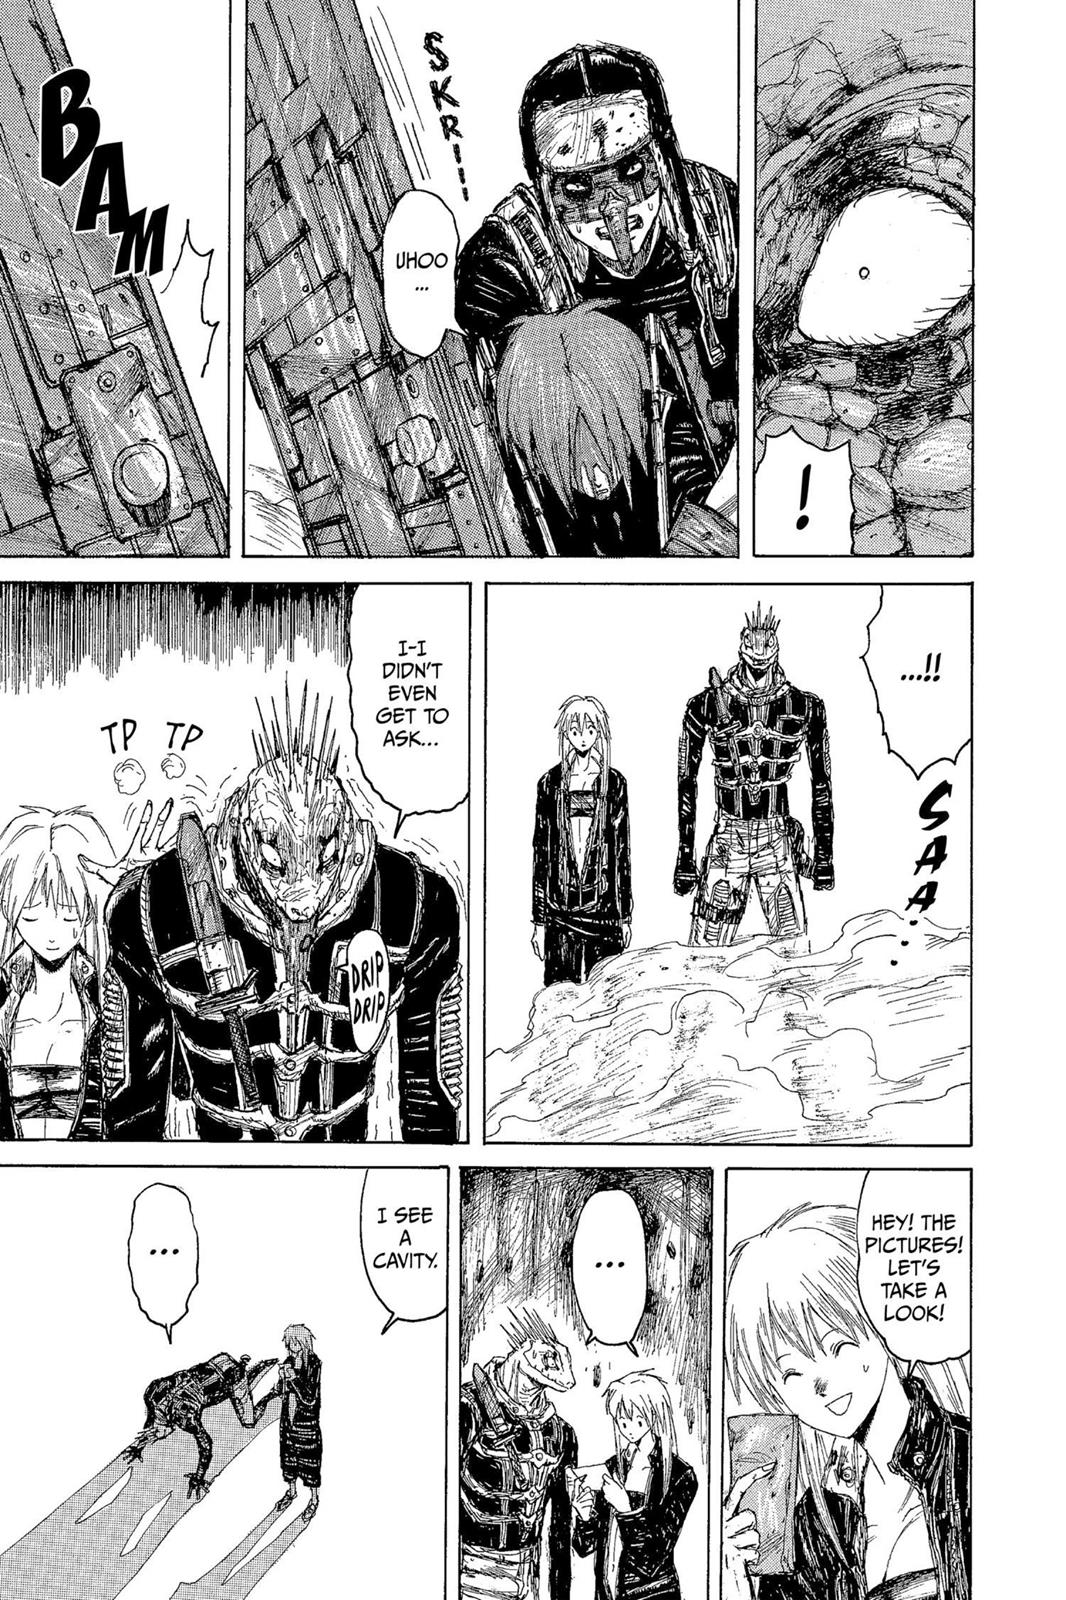 !
SKRII
UHOO
...
BAM
...!!
SAA...
I-I
DIDN'T
EVEN
GET TO
ASK...
TP TP
DRIP
DRIP
HEY! THE
PICTURES!
LET'S
TAKE A
LOOK!
...
I SEE
A
CAVITY.
...